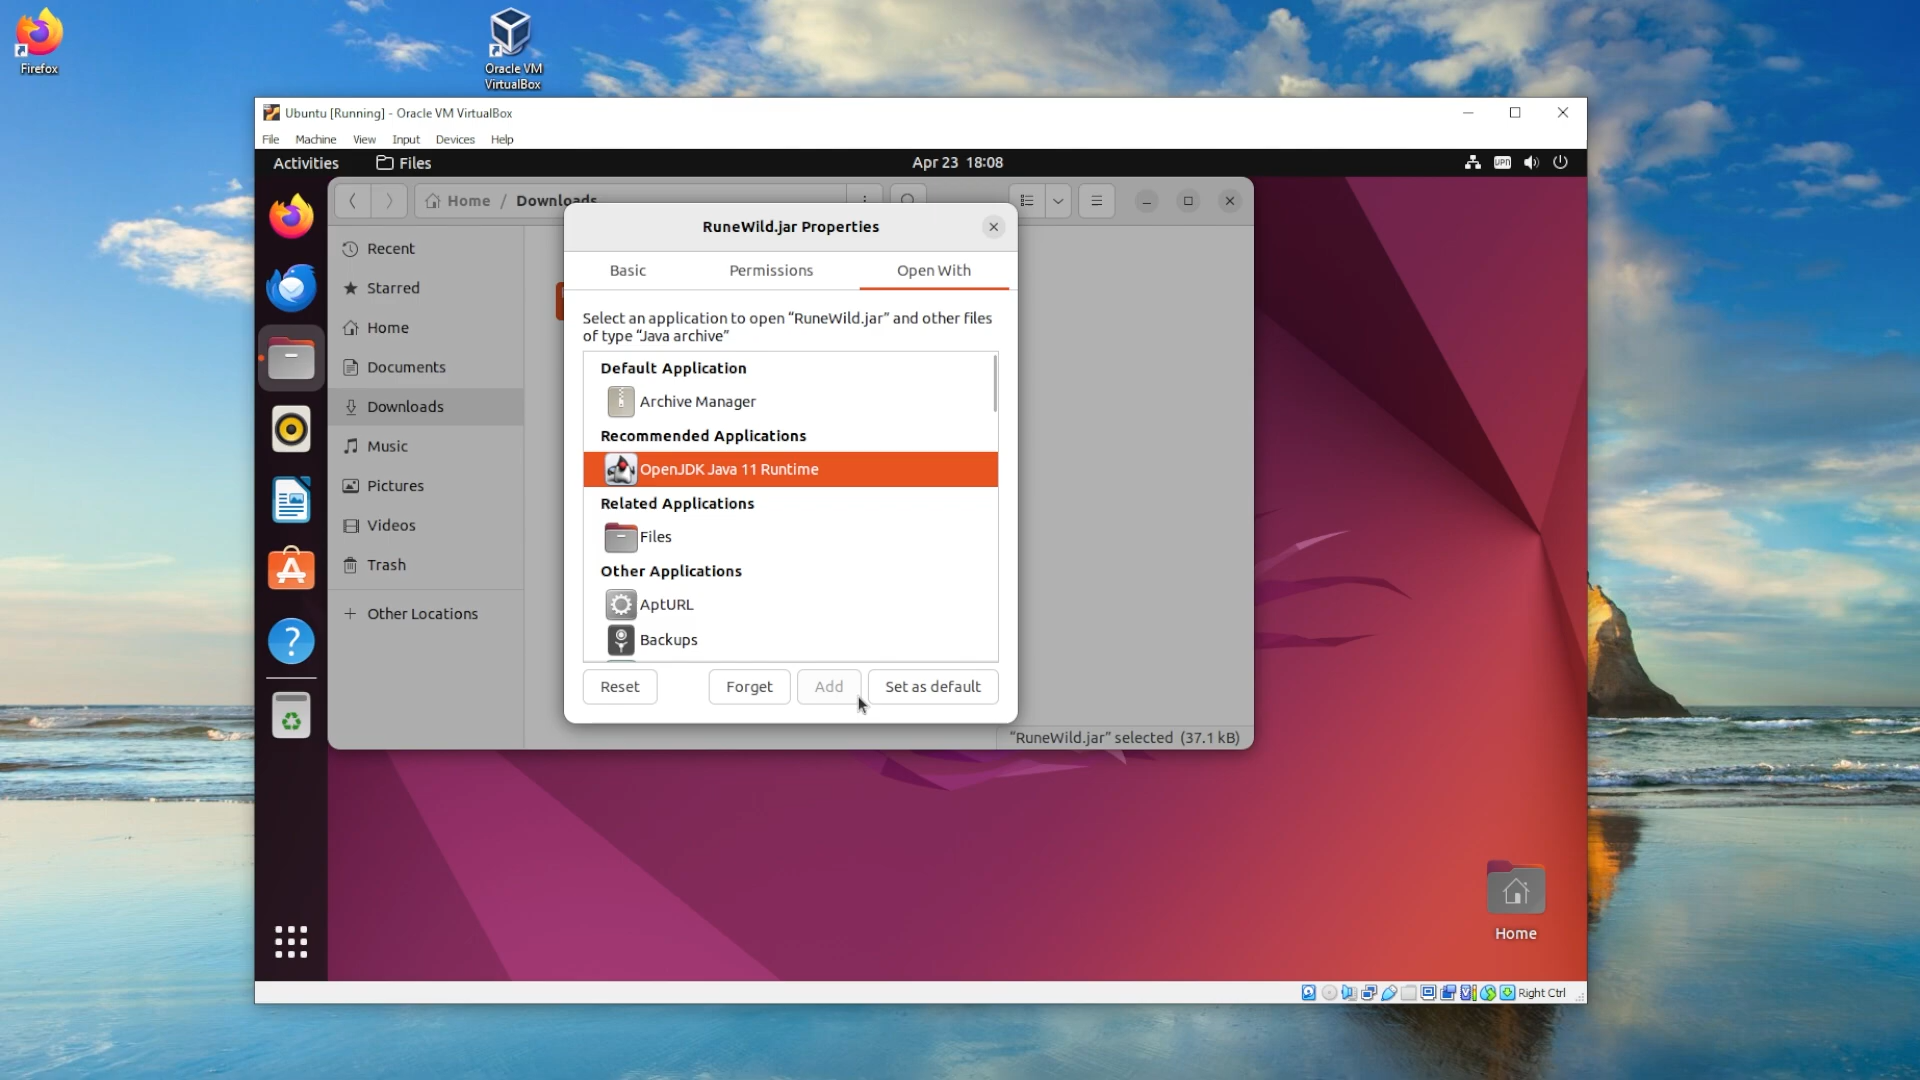 Firefox
Oracle VM
VirtualBox
Ubuntu [Running] - Oracle VM VirtualBox
File Machine View Input Devices Help
Activities Files Apr 23 18:08
Home / Downloads
RuneWild.jar Properties
Basic Permissions Open With
Recent
Starred
Home
Documents
Downloads
Music
Pictures
Videos
Trash
+ Other Locations
Select an application to open “RuneWild.jar” and other files
of type “Java archive”
Default Application
Archive Manager
Recommended Applications
OpenJDK Java 11 Runtime
Related Applications
Files
Other Applications
AptURL
Backups
Reset Forget Add Set as default
“RuneWild.jar” selected (37.1 kB)
Home
Right Ctrl